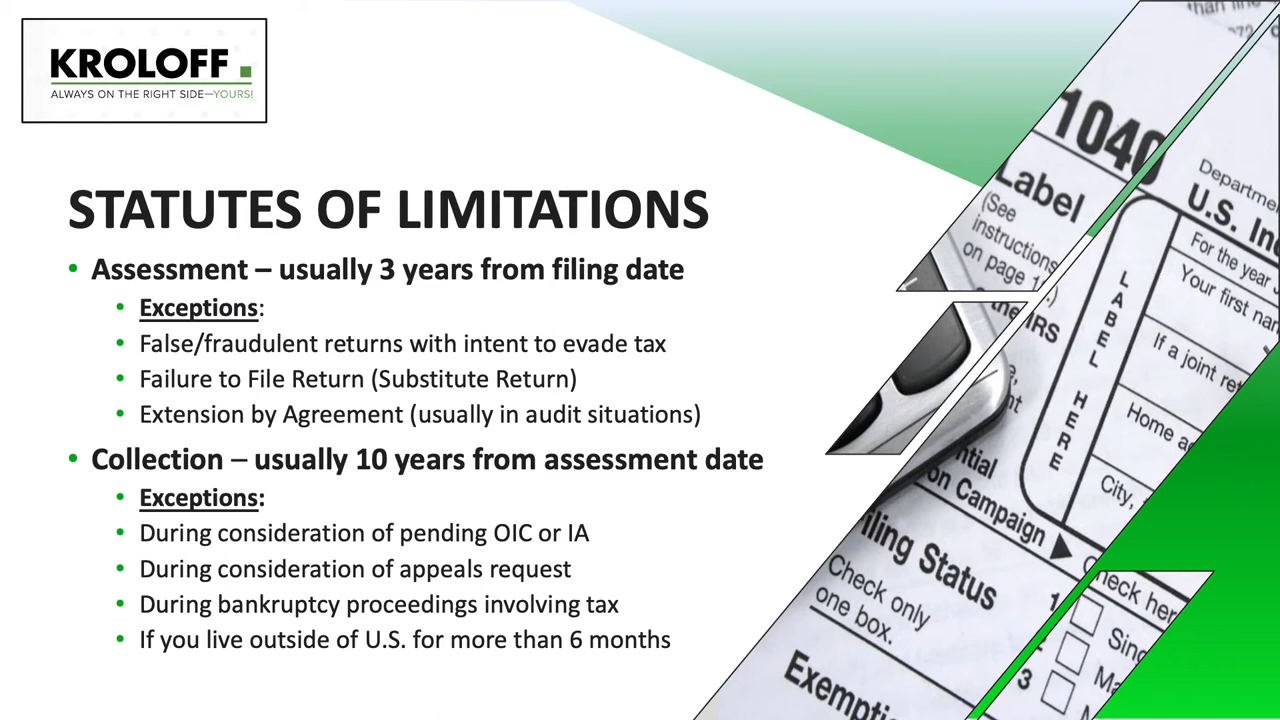 KROLOFF
ALWAYS ON THE RIGHT SIDE—YOURS!
STATUTES OF LIMITATIONS
• Assessment – usually 3 years from filing date
• Exceptions:
• False/fraudulent returns with intent to evade tax
• Failure to File Return (Substitute Return)
• Extension by Agreement (usually in audit situations)
• Collection – usually 10 years from assessment date
• Exceptions:
• During consideration of pending OIC or IA
• During consideration of appeals request
• During bankruptcy proceedings involving tax
• If you live outside of U.S. for more than 6 months
1040
Label
(See
instructions
on page
IRS
LABEL HERE
U.S.
For the year
Your first
If a joint
Home
City,
Campaign
Filing Status
Check only
one box.
1
2
3